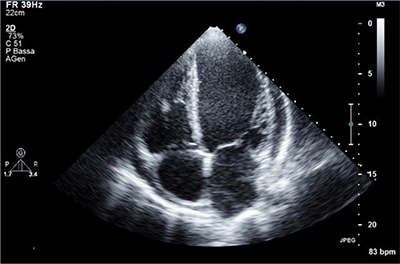 FR 39Hz
22cm
2D
73%
C 51
P Bassa
AGen
P
M3
0
5
10
15
20
G
P R
1.7 3.4
JPEG
83 bpm